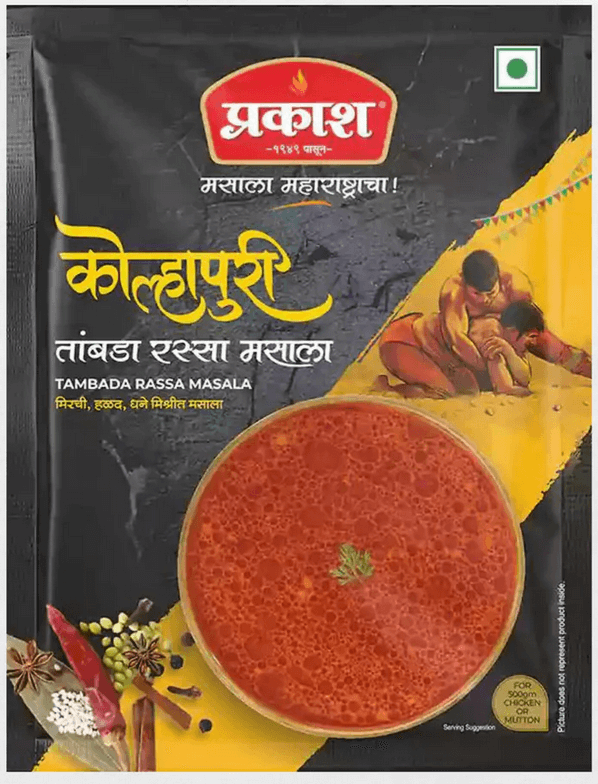 प्रकाश®
-१९४९ पासून-
मसाला महाराष्ट्राचा!
कोल्हापुरी
तांबडा रस्सा मसाला
TAMBADA RASSA MASALA
मिरची, हळद, धने मिश्रीत मसाला
FOR
500gm
CHICKEN
OR
MUTTON
Serving Suggestion
Picture does not represent product inside.